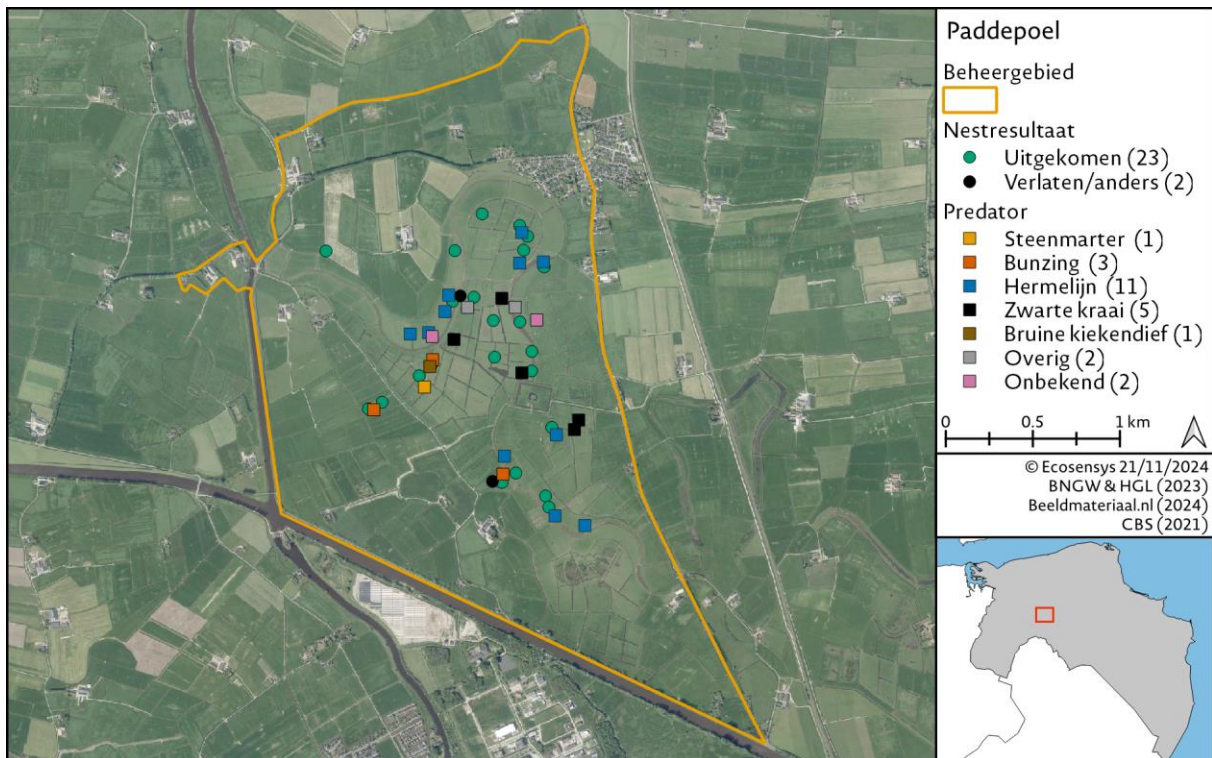 Paddepoel
Beheergebied
Nestresultaat
Uitgekomen (23)
Verlaten/anders (2)
Predator
Steenmarter (1)
Bunzing (3)
Hermelijn (11)
Zwarte kraai (5)
Bruine kiekendief (1)
Overig (2)
Onbekend (2)
0 0.5 1 km
© Ecosensys 21/11/2024
BNGW & HGL (2023)
Beeldmateriaal.nl (2024)
CBS (2021)